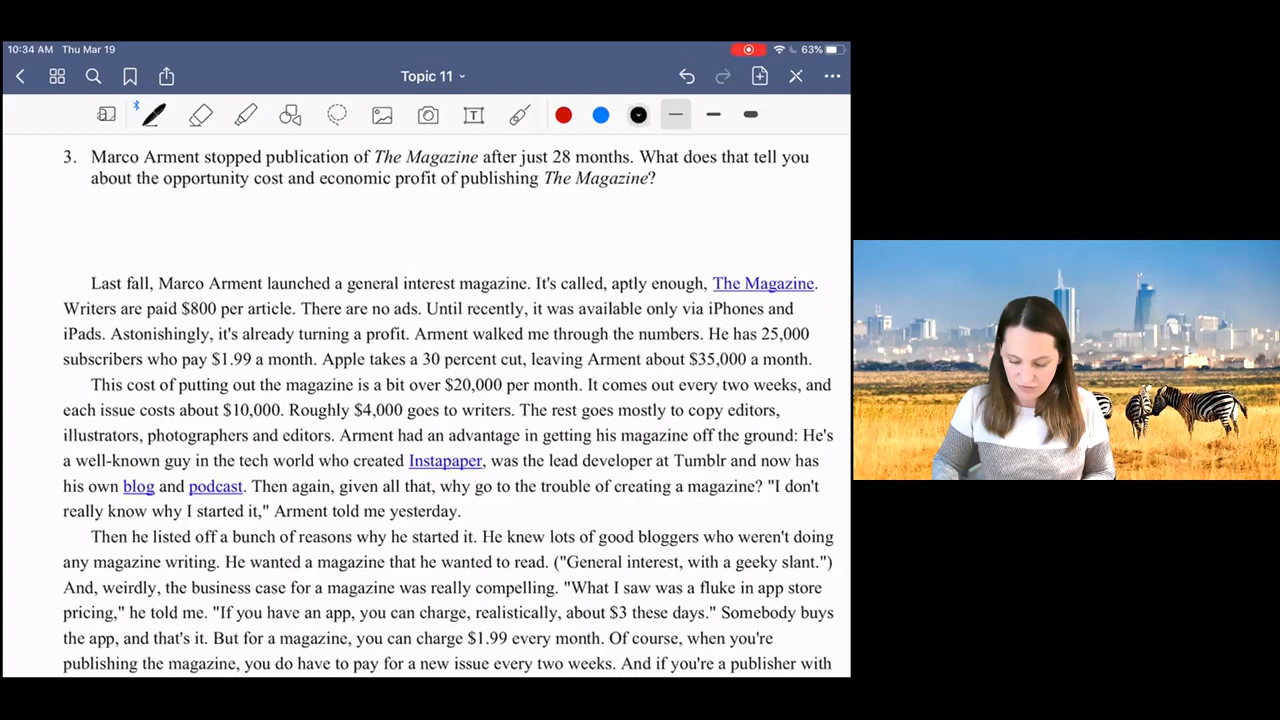 10:34 AM Thu Mar 19
63%
Topic 11
T
3. Marco Arment stopped publication of The Magazine after just 28 months. What does that tell you
about the opportunity cost and economic profit of publishing The Magazine?
Last fall, Marco Arment launched a general interest magazine. It's called, aptly enough, The Magazine.
Writers are paid $800 per article. There are no ads. Until recently, it was available only via iPhones and
iPads. Astonishingly, it's already turning a profit. Arment walked me through the numbers. He has 25,000
subscribers who pay $1.99 a month. Apple takes a 30 percent cut, leaving Arment about $35,000 a month.
This cost of putting out the magazine is a bit over $20,000 per month. It comes out every two weeks, and
each issue costs about $10,000. Roughly $4,000 goes to writers. The rest goes mostly to copy editors,
illustrators, photographers and editors. Arment had an advantage in getting his magazine off the ground: He's
a well-known guy in the tech world who created Instapaper, was the lead developer at Tumblr and now has
his own blog and podcast. Then again, given all that, why go to the trouble of creating a magazine? "I don't
really know why I started it," Arment told me yesterday.
Then he listed off a bunch of reasons why he started it. He knew lots of good bloggers who weren't doing
any magazine writing. He wanted a magazine that he wanted to read. ("General interest, with a geeky slant.")
And, weirdly, the business case for a magazine was really compelling. "What I saw was a fluke in app store
pricing," he told me. "If you have an app, you can charge, realistically, about $3 these days." Somebody buys
the app, and that's it. But for a magazine, you can charge $1.99 every month. Of course, when you're
publishing the magazine, you do have to pay for a new issue every two weeks. And if you're a publisher with